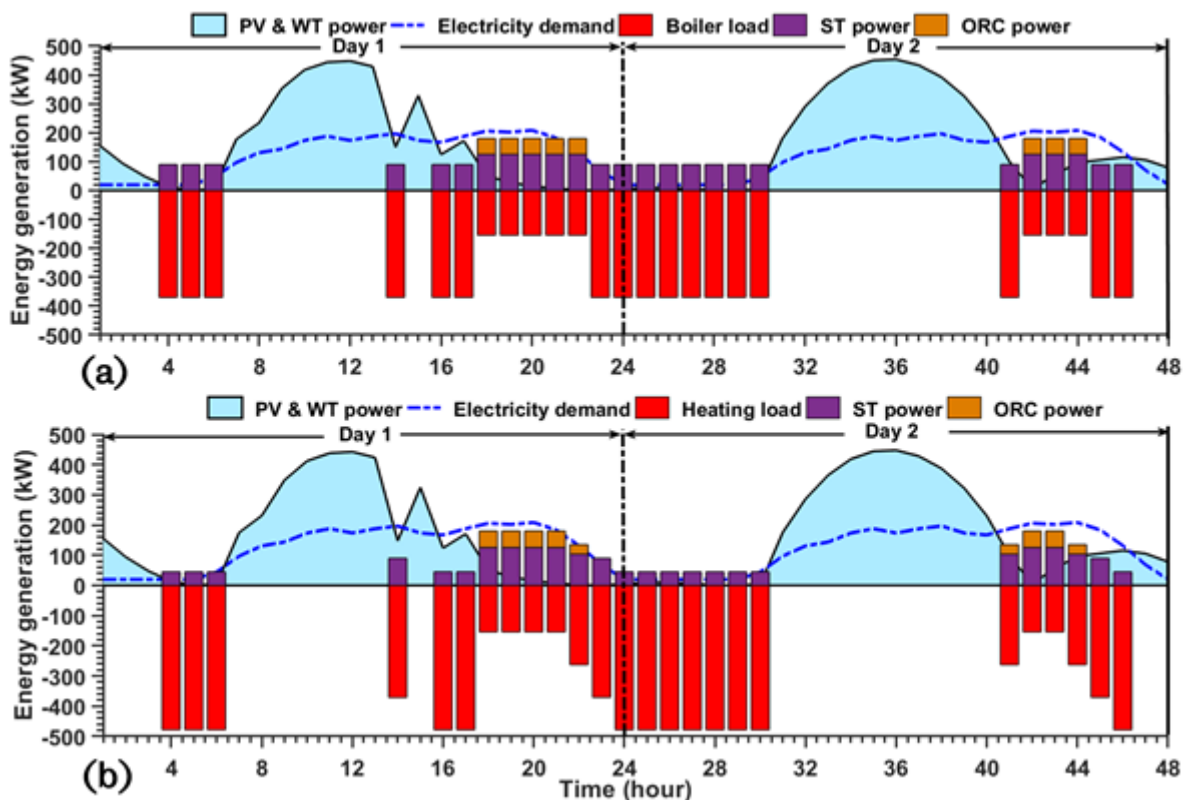 PV & WT power Electricity demand Boiler load ST power ORC power
500 Day 1 Day 2
400
300
200
100
0
-100
-200
-300
-400
-500
Energy generation (kW)
4 8 12 16 20 24 28 32 36 40 44 48
(a)
PV & WT power Electricity demand Heating load ST power ORC power
500 Day 1 Day 2
400
300
200
100
0
-100
-200
-300
-400
-500
Energy generation (kW)
4 8 12 16 20 24 28 32 36 40 44 48
(b) Time (hour)